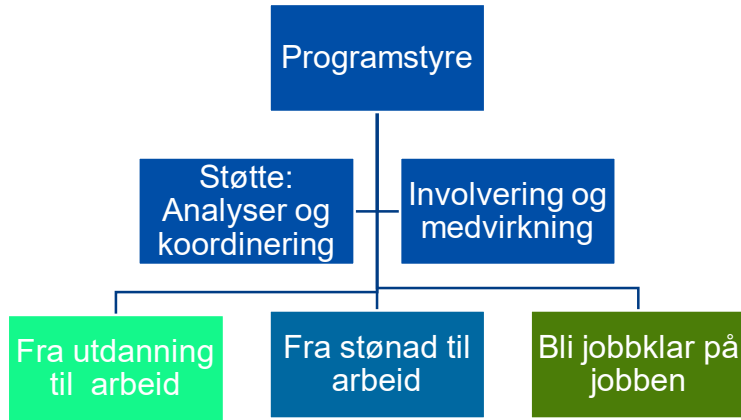 Programstyre
Støtte:
Analyser og
koordinering
Involvering og
medvirkning
Fra utdanning
til arbeid
Fra stønad til
arbeid
Bli jobbklar på
jobben